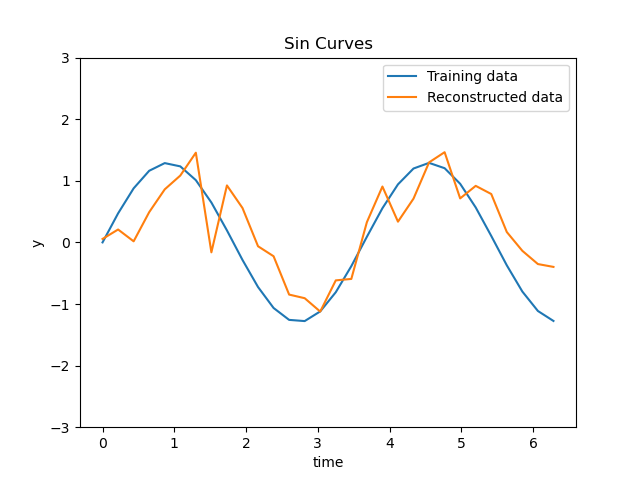 Sin Curves
Training data
Reconstructed data
3
2
1
0
−1
−2
−3
y
0
1
2
3
4
5
6
time